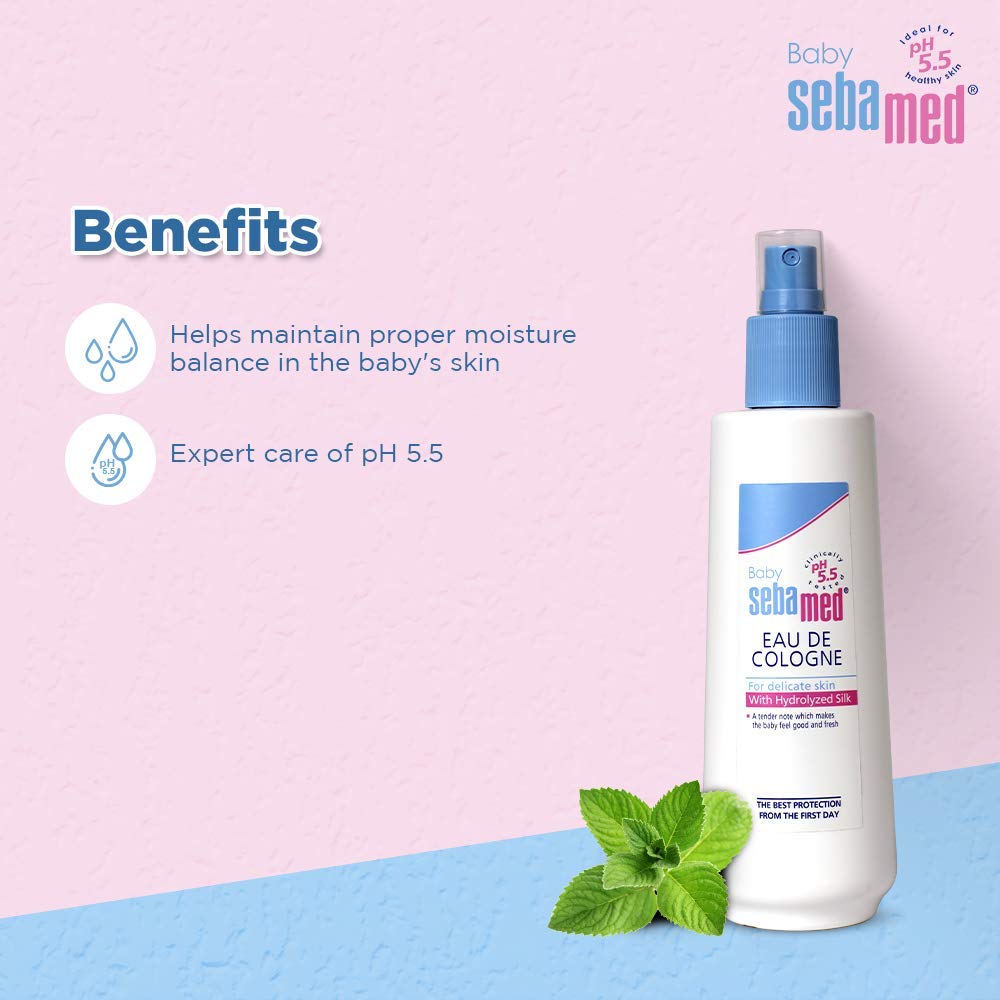 Baby
sebamed®
Ideal for
pH
5.5
healthy skin
Benefits
Helps maintain proper moisture
balance in the baby's skin
pH
5.5
Expert care of pH 5.5
Baby
clinically
pH
5.5
tested
sebamed®
EAU DE
COLOGNE
For delicate skin
With Hydrolyzed Silk
A tender note which makes
the baby feel good and fresh
THE BEST PROTECTION
FROM THE FIRST DAY